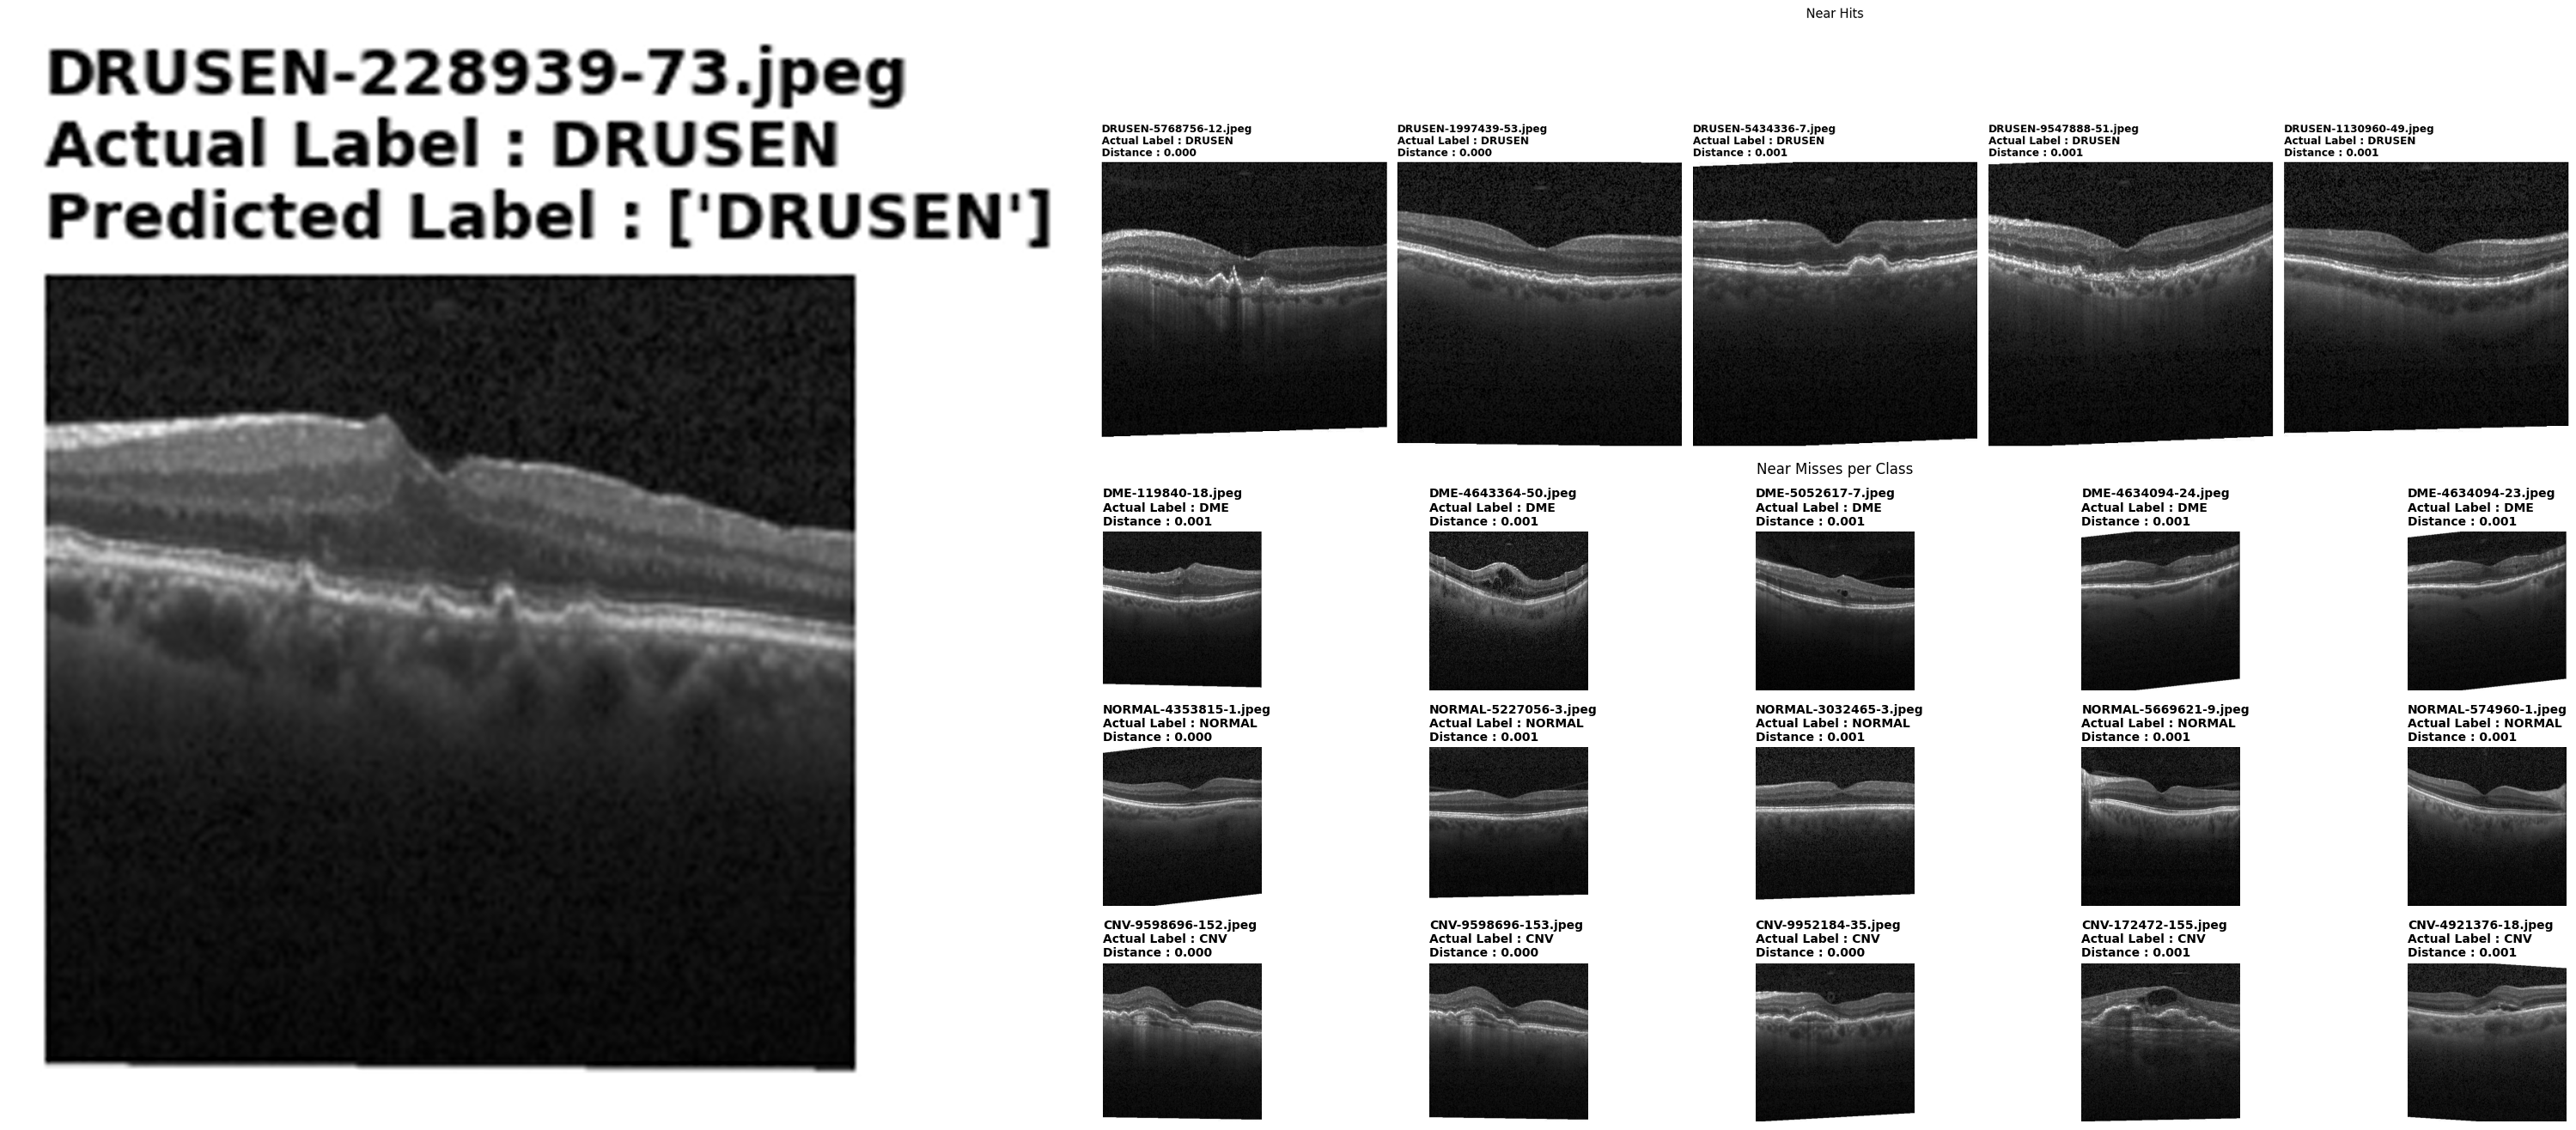 DRUSEN-228939-73.jpeg
Actual Label : DRUSEN
Predicted Label : ['DRUSEN']
Near Hits
DRUSEN-5768756-12.jpeg
Actual Label : DRUSEN
Distance : 0.000
DRUSEN-1997439-53.jpeg
Actual Label : DRUSEN
Distance : 0.000
DRUSEN-5434336-7.jpeg
Actual Label : DRUSEN
Distance : 0.001
DRUSEN-9547888-51.jpeg
Actual Label : DRUSEN
Distance : 0.001
DRUSEN-1130960-49.jpeg
Actual Label : DRUSEN
Distance : 0.001
Near Misses per Class
DME-119840-18.jpeg
Actual Label : DME
Distance : 0.001
DME-4643364-50.jpeg
Actual Label : DME
Distance : 0.001
DME-5052617-7.jpeg
Actual Label : DME
Distance : 0.001
DME-4634094-24.jpeg
Actual Label : DME
Distance : 0.001
DME-4634094-23.jpeg
Actual Label : DME
Distance : 0.001
NORMAL-4353815-1.jpeg
Actual Label : NORMAL
Distance : 0.000
NORMAL-5227056-3.jpeg
Actual Label : NORMAL
Distance : 0.001
NORMAL-3032465-3.jpeg
Actual Label : NORMAL
Distance : 0.001
NORMAL-5669621-9.jpeg
Actual Label : NORMAL
Distance : 0.001
NORMAL-574960-1.jpeg
Actual Label : NORMAL
Distance : 0.001
CNV-9598696-152.jpeg
Actual Label : CNV
Distance : 0.000
CNV-9598696-153.jpeg
Actual Label : CNV
Distance : 0.000
CNV-9952184-35.jpeg
Actual Label : CNV
Distance : 0.000
CNV-172472-155.jpeg
Actual Label : CNV
Distance : 0.001
CNV-4921376-18.jpeg
Actual Label : CNV
Distance : 0.001